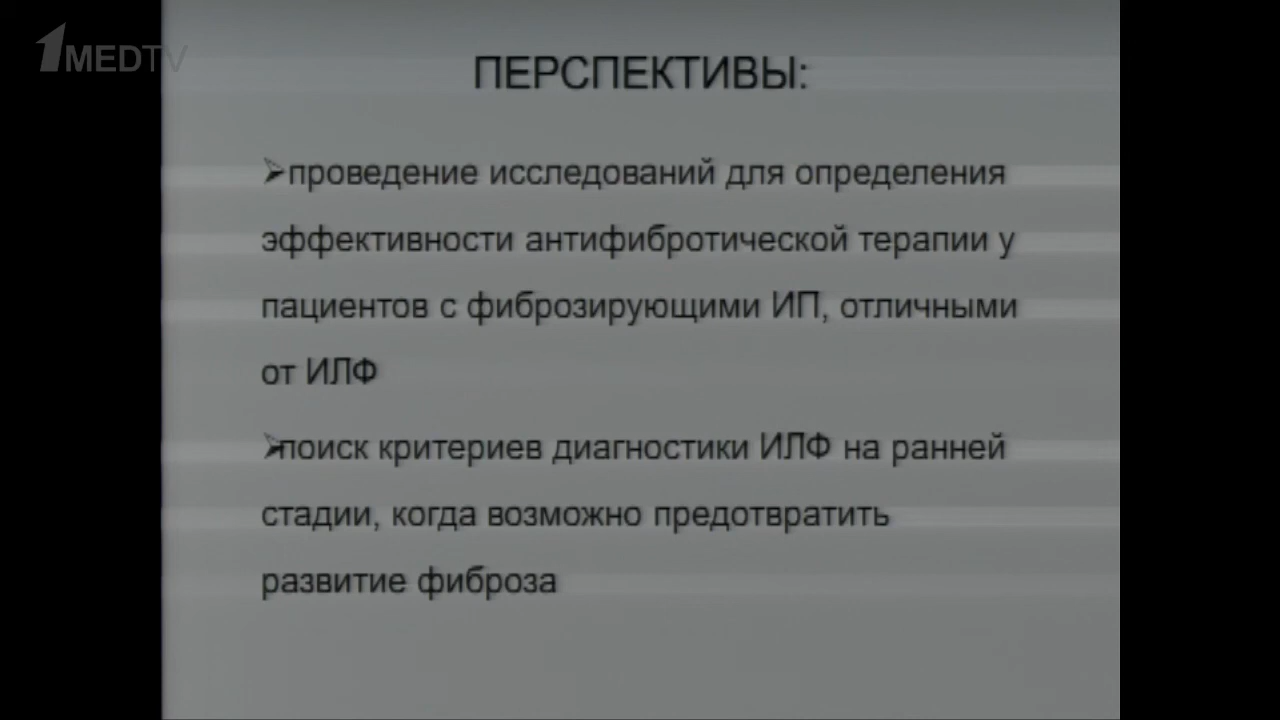 1MEDTV
ПЕРСПЕКТИВЫ:
➢проведение исследований для определения
эффективности антифибротической терапии у
пациентов с фиброзирующими ИП, отличными
от ИЛФ
➢поиск критериев диагностики ИЛФ на ранней
стадии, когда возможно предотвратить
развитие фиброза